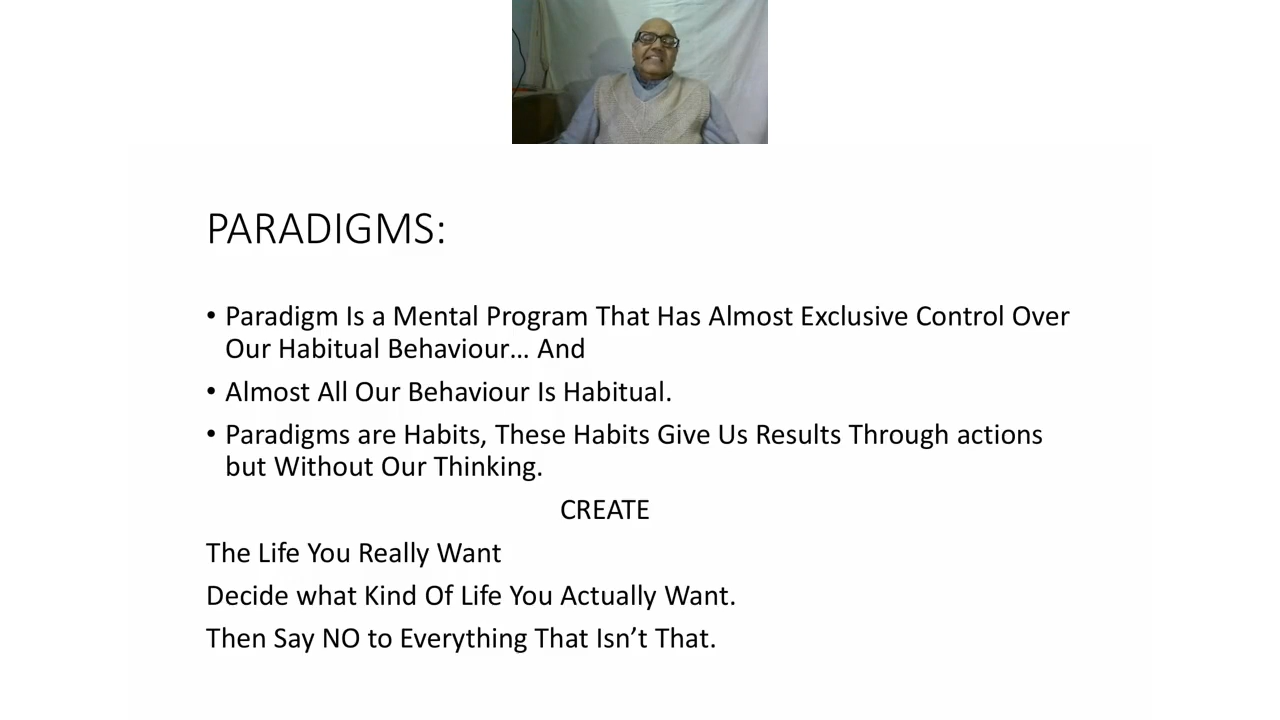 PARADIGMS:
• Paradigm Is a Mental Program That Has Almost Exclusive Control Over
Our Habitual Behaviour... And
• Almost All Our Behaviour Is Habitual.
• Paradigms are Habits, These Habits Give Us Results Through actions
but Without Our Thinking.
CREATE
The Life You Really Want
Decide what Kind Of Life You Actually Want.
Then Say NO to Everything That Isn’t That.